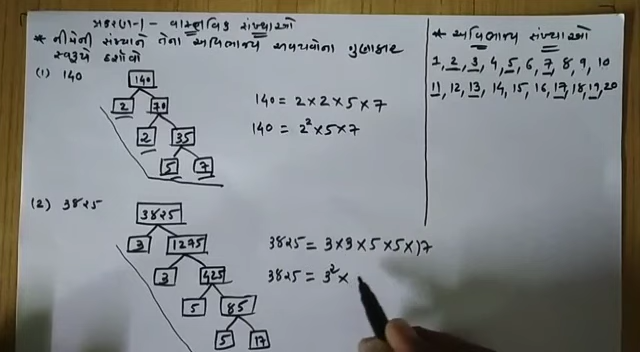 પ્રકરણ-1 - વાસ્તવિક સંખ્યાઓ
* નીચેની સંખ્યાને તેના અવિભાજ્ય અવયવોના ગુણાકાર
સ્વરૂપે દર્શાવો
(1) 140
140
2 70
2 35
5 7
140 = 2 × 2 × 5 × 7
140 = 2² × 5 × 7
(2) 3825
3825
3 1275
3 425
5 85
5 17
3825 = 3 × 3 × 5 × 5 × 17
3825 = 3² ×
* અવિભાજ્ય સંખ્યાઓ
1, 2, 3, 4, 5, 6, 7, 8, 9, 10
11, 12, 13, 14, 15, 16, 17, 18, 19, 20